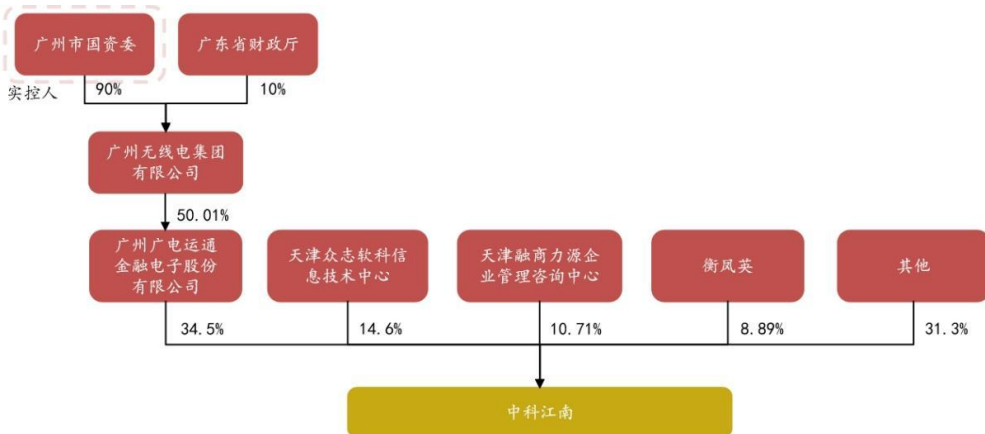 广州市国资委
广东省财政厅
实控人
90%
10%
广州无线电集团
有限公司
50.01%
广州广电运通
金融电子股份
有限公司
天津众志软科信
息技术中心
天津融商力源企
业管理咨询中心
衡凤英
其他
34.5%
14.6%
10.71%
8.89%
31.3%
中科江南